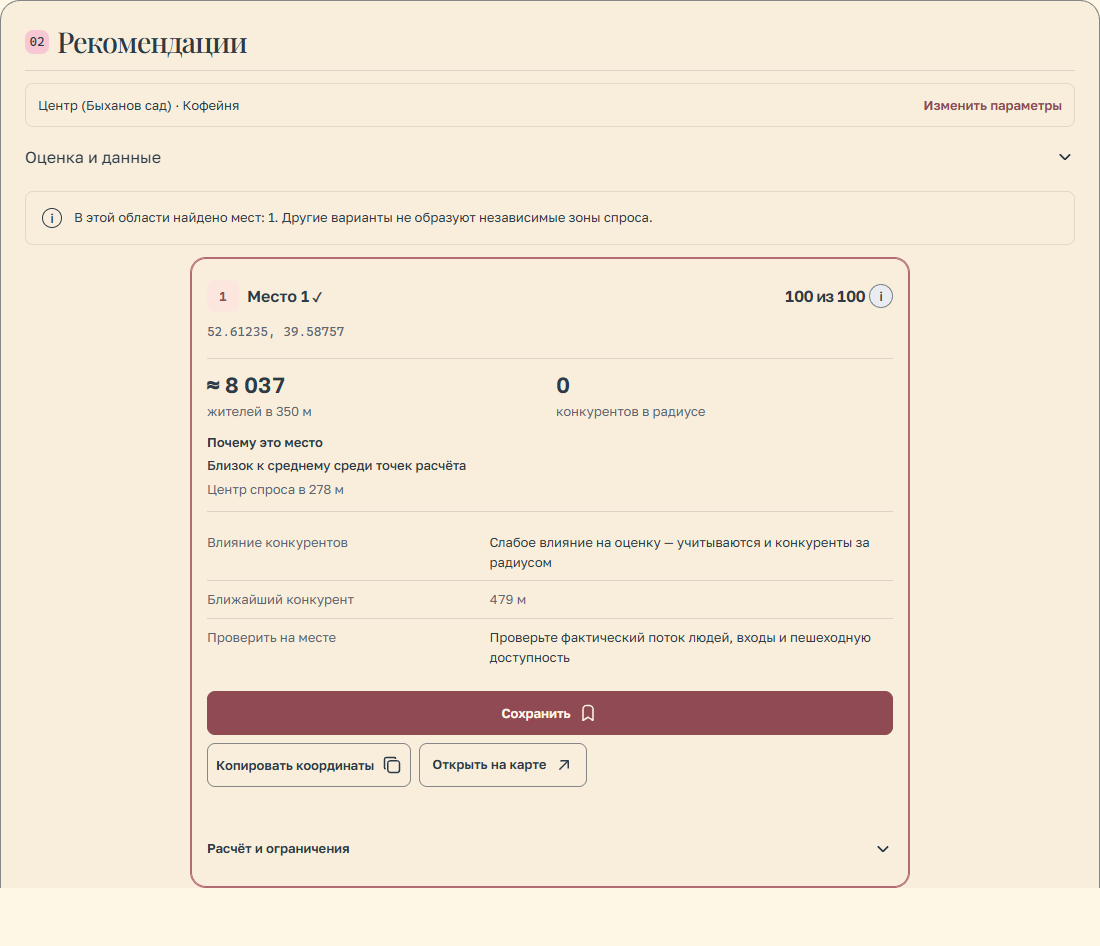 02 Рекомендации
Центр (Быханов сад) · Кофейня Изменить параметры
Оценка и данные
i В этой области найдено мест: 1. Другие варианты не образуют независимые зоны спроса.
1 Место 1 ✓ 100 из 100 i
52.61235, 39.58757
≈ 8 037 0
жителей в 350 м конкурентов в радиусе
Почему это место
Близок к среднему среди точек расчёта
Центр спроса в 278 м
Влияние конкурентов Слабое влияние на оценку — учитываются и конкуренты за
радиусом
Ближайший конкурент 479 м
Проверить на месте Проверьте фактический поток людей, входы и пешеходную
доступность
Сохранить
Копировать координаты Открыть на карте
Расчёт и ограничения